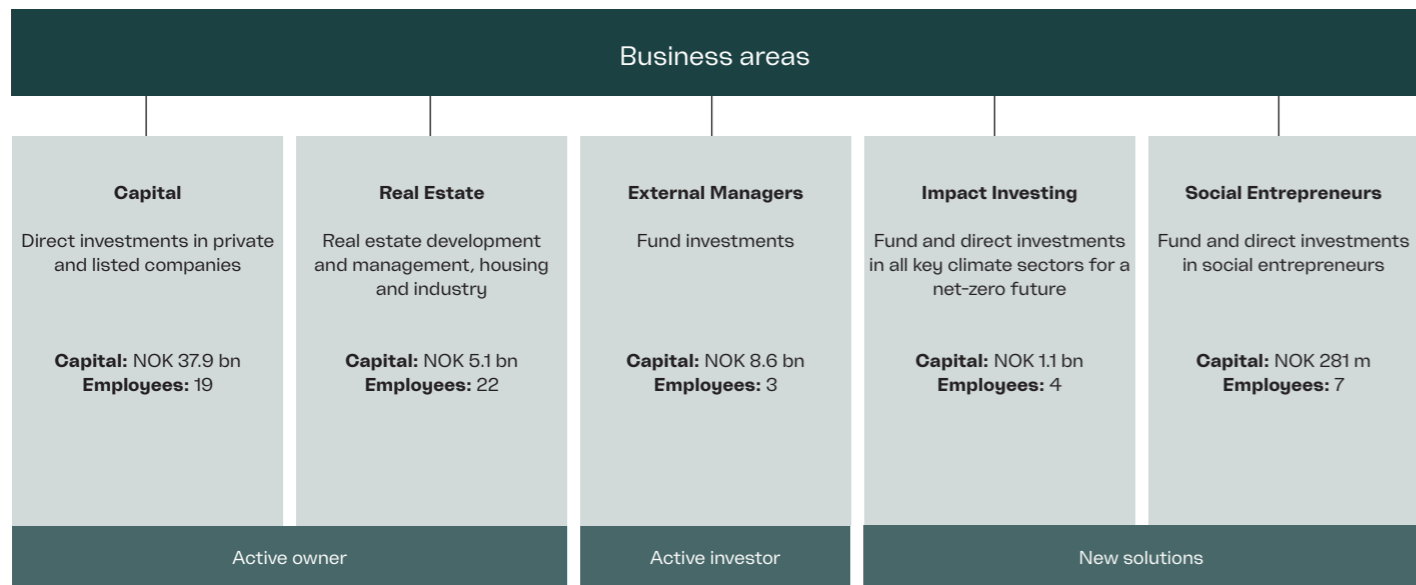 Business areas
Capital
Direct investments in private
and listed companies
Capital: NOK 37.9 bn
Employees: 19
Real Estate
Real estate development
and management, housing
and industry
Capital: NOK 5.1 bn
Employees: 22
External Managers
Fund investments
Capital: NOK 8.6 bn
Employees: 3
Impact Investing
Fund and direct investments
in all key climate sectors for a
net-zero future
Capital: NOK 1.1 bn
Employees: 4
Social Entrepreneurs
Fund and direct investments
in social entrepreneurs
Capital: NOK 281 m
Employees: 7
Active owner
Active investor
New solutions